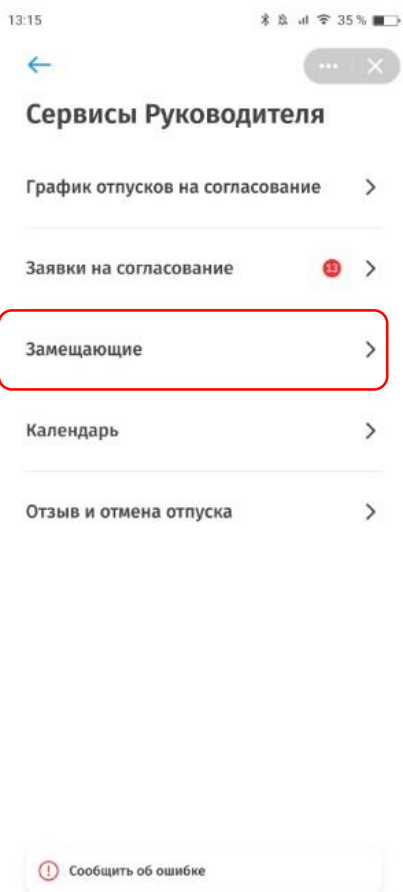 13:15 35 %
Сервисы Руководителя
График отпусков на согласование
Заявки на согласование 13
Замещающие
Календарь
Отзыв и отмена отпуска
Сообщить об ошибке